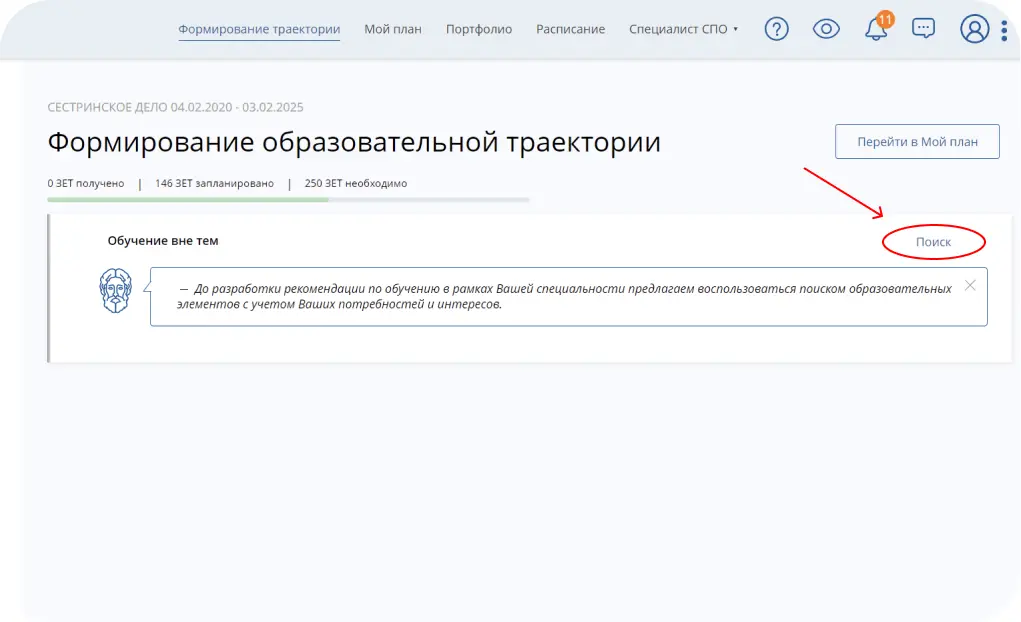 Формирование траектории Мой план Портфолио Расписание Специалист СПО 11
СЕСТРИНСКОЕ ДЕЛО 04.02.2020 - 03.02.2025
Формирование образовательной траектории
Перейти в Мой план
0 ЗЕТ получено | 146 ЗЕТ запланировано | 250 ЗЕТ необходимо
Обучение вне тем
Поиск
— До разработки рекомендации по обучению в рамках Вашей специальности предлагаем воспользоваться поиском образовательных
элементов с учетом Ваших потребностей и интересов.